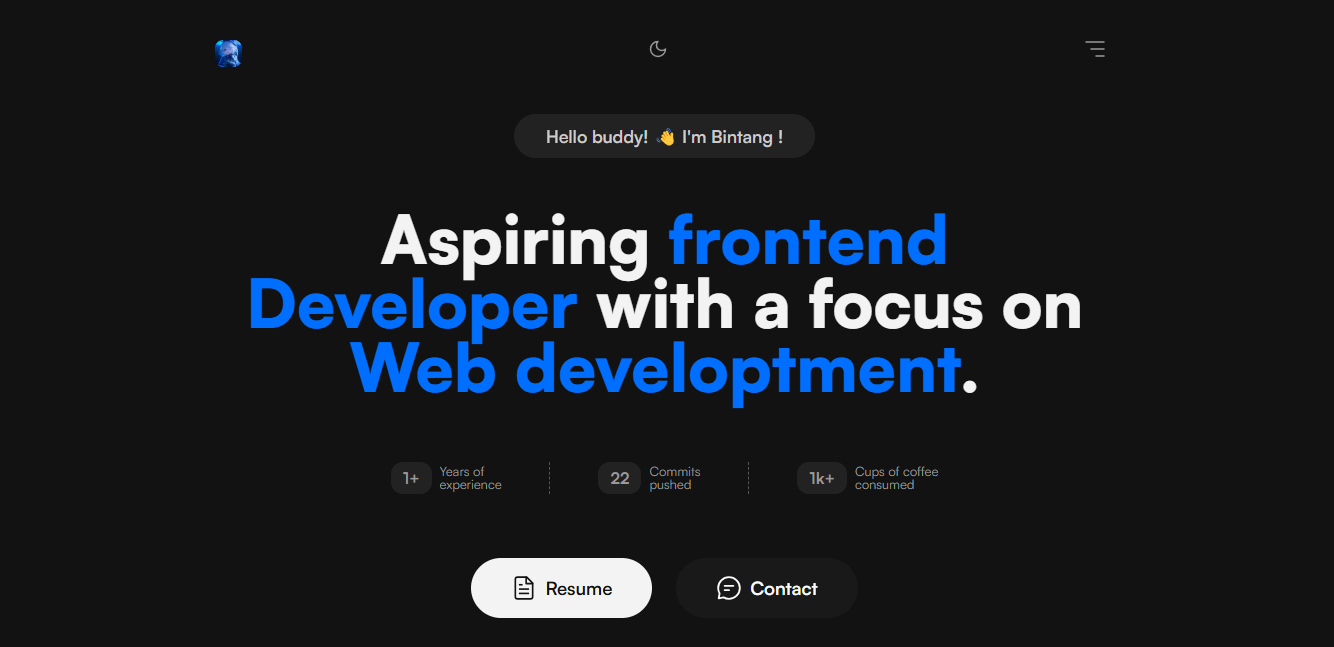 Hello buddy! 👋 I'm Bintang !
Aspiring frontend
Developer with a focus on
Web developtment.
1+ Years of
experience
22 Commits
pushed
1k+ Cups of coffee
consumed
Resume
Contact